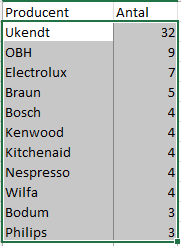 Producent Antal
Ukendt 32
OBH 9
Electrolux 7
Braun 5
Bosch 4
Kenwood 4
Kitchenaid 4
Nespresso 4
Wilfa 4
Bodum 3
Philips 3